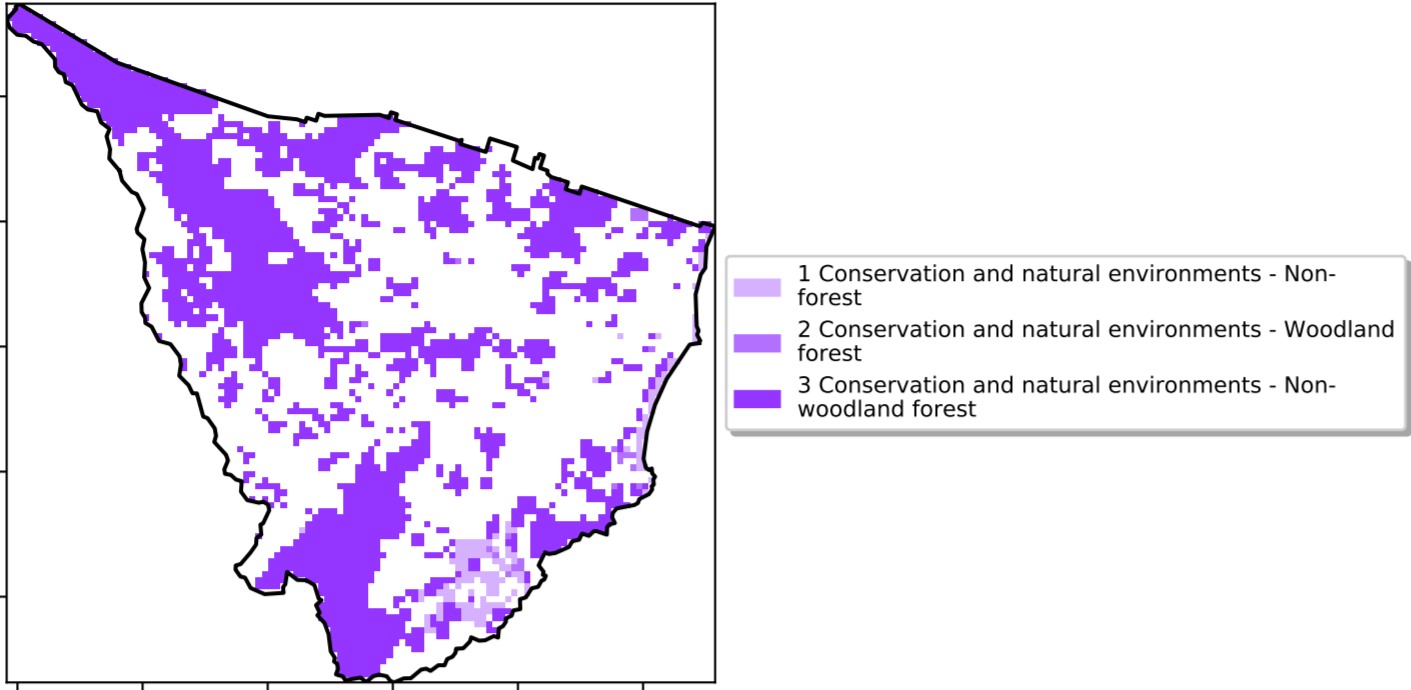 1 Conservation and natural environments - Non-
forest
2 Conservation and natural environments - Woodland
forest
3 Conservation and natural environments - Non-
woodland forest